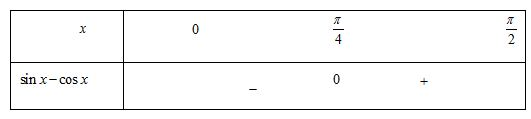 x 0 π/4 π/2
sin x − cos x − 0 +